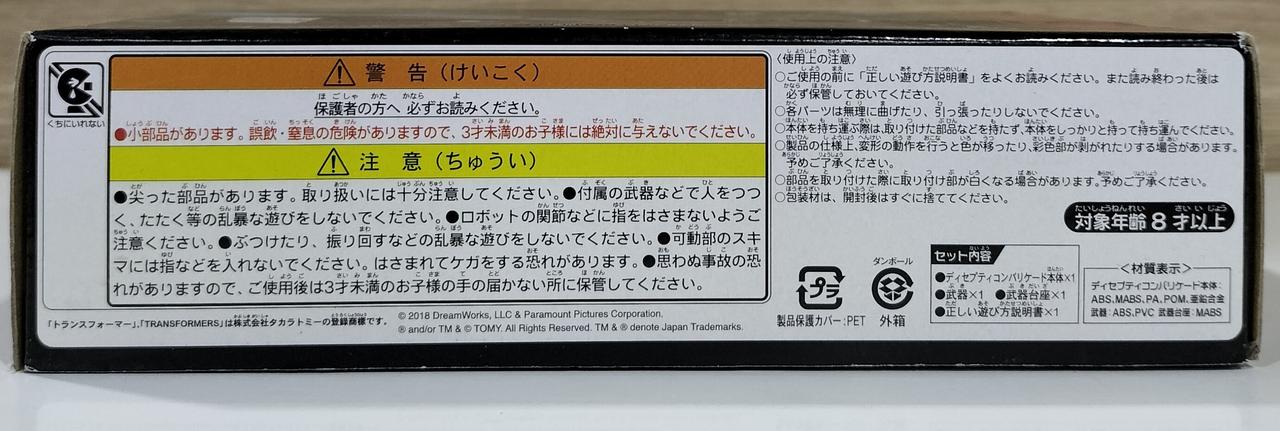 くちにいれない
警 告（けいこく）
保護者の方へ 必ずお読みください。
●小部品があります。誤飲・窒息の危険がありますので、3才未満のお子様には絶対に与えないでください。
注 意（ちゅうい）
●尖った部品があります。取り扱いには十分注意してください。●付属の武器などで人をつつ
く、たたく等の乱暴な遊びをしないでください。●ロボットの関節などに指をはさまないようご
注意ください。●ぶつけたり、振り回すなどの乱暴な遊びをしないでください。●可動部のスキ
マには指などを入れないでください。はさまれてケガをする恐れがあります。●思わぬ事故の恐
れがありますので、ご使用後は3才未満のお子様の手の届かない所に保管してください。
「トランスフォーマー」、「TRANSFORMERS」は株式会社タカラトミーの登録商標です。
© 2018 DreamWorks, LLC & Paramount Pictures Corporation.
® and/or TM & © TOMY. All Rights Reserved. TM & ® denote Japan Trademarks.
〈使用上の注意〉
○ご使用の前に「正しい遊び方説明書」をよくお読みください。また読み終わった後は
必ず保管しておいてください。
○各パーツは無理に曲げたり、引っ張ったりしないでください。
○本体を持ち運ぶ際は、取り付けた部品などを持たず、本体をしっかりと持って持ち運んでください。
○製品の仕様上、変形の動作を行うと色が移ったり、彩色部が剥がれたりする場合があります。
予めご了承ください。
○部品を取り付けた際に取り付け部が白くなる場合があります。予めご了承ください。
○包装材は、開封後はすぐに捨ててください。
対象年齢 8 才以上
プラ
製品保護カバー：PET
ダンボール
外箱
セット内容
●ディセプティコンバリケード本体×1
●武器×1 ●武器台座×1
●正しい遊び方説明書×1
＜材質表示＞
ディセプティコンバリケード本体：
ABS,MABS,PA,POM,亜鉛合金
武器：ABS,PVC 武器台座：MABS